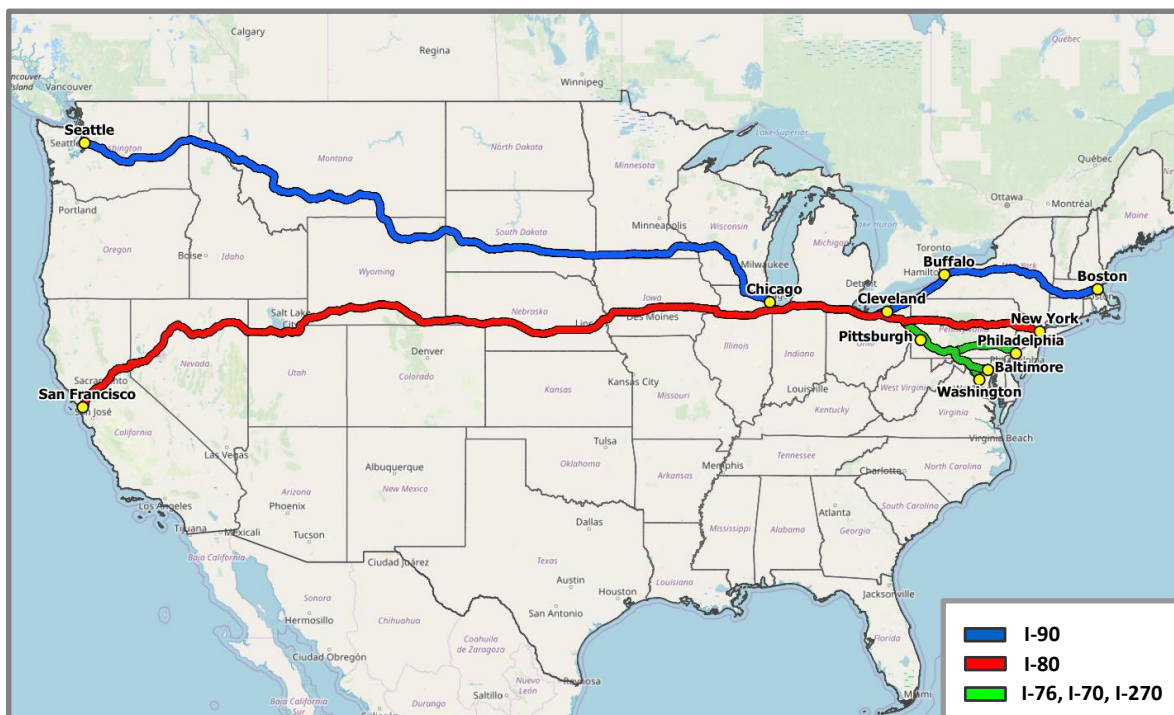 Calgary
Québec
Regina
ncouver
Island
Vancouver
Winnipeg
Lake Superior
Seattle
Seattle
Washington
Montana
North Dakota
Minnesota
Québec
Ottawa
Montréal
Maine
Portland
Minneapolis
Wisconsin
Lake Huron
South Dakota
Michigan
Toronto
Oregon
Boise
Idaho
Wyoming
Milwaukee
Buffalo
Hamilton
New York
Detroit
Boston
Boston
Chicago
Cleveland
Salt Lake
City
Nebraska
Iowa
Des Moines
Linc
New York
Pennsylvania
Pittsburgh
Philadelphia
Philadelphia
Ohio
Nevada
Utah
Denver
Colorado
Illinois
Indiana
Baltimore
Sacramento
San Francisco
San José
Kansas
Kansas City
Missouri
Louisville
West Virginia
Washington
Kentucky
Virginia
California
Las Vegas
Virginia Beach
Tulsa
Albuquerque
New Mexico
Oklahoma
Arkansas
Memphis
Tennessee
Charlotte
North Carolina
Los Angeles
Arizona
Phoenix
South Carolina
Tijuana
Mexicali
Tucson
Dallas
Mississippi
Alabama
Atlanta
Georgia
Baja California
Ciudad Juárez
Texas
Louisiana
Austin
Houston
San Antonio
Jacksonville
Sonora
Hermosillo
Chihuahua
Coahuila
de Zaragoza
Florida
Ciudad Obregón
Baja
California
Sur
Nuevo
León
Reynosa
Saltillo
Durango
Miami
I-90
I-80
I-76, I-70, I-270